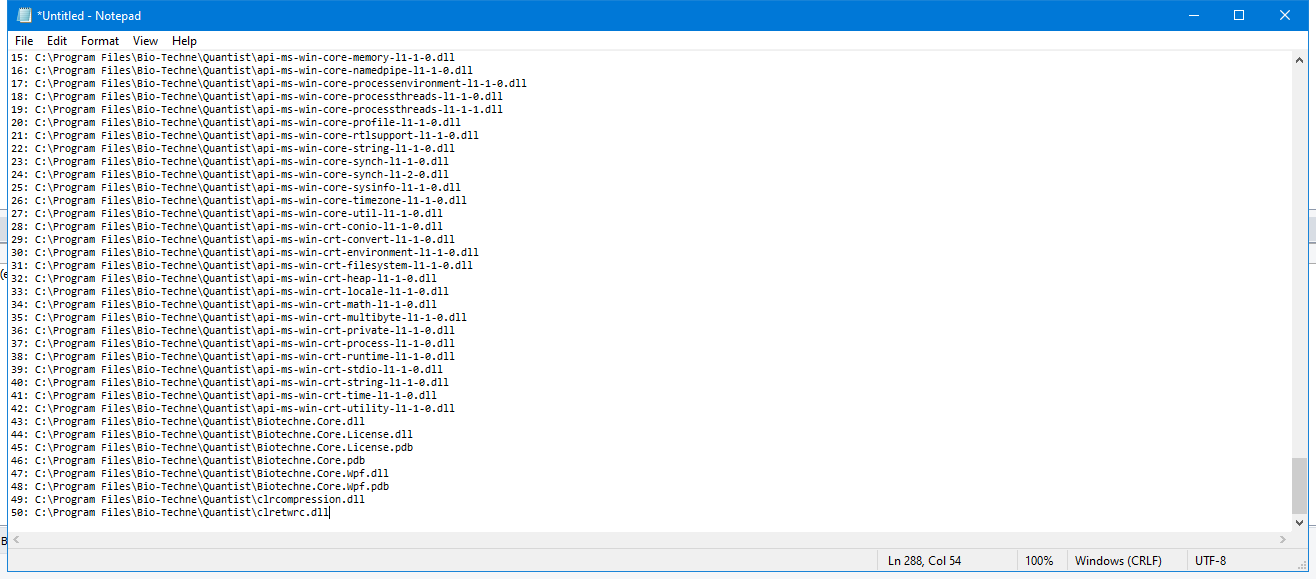 *Untitled - Notepad
File Edit Format View Help
15: C:\Program Files\Bio-Techne\Quantist\api-ms-win-core-memory-l1-1-0.dll
16: C:\Program Files\Bio-Techne\Quantist\api-ms-win-core-namedpipe-l1-1-0.dll
17: C:\Program Files\Bio-Techne\Quantist\api-ms-win-core-processenvironment-l1-1-0.dll
18: C:\Program Files\Bio-Techne\Quantist\api-ms-win-core-processthreads-l1-1-0.dll
19: C:\Program Files\Bio-Techne\Quantist\api-ms-win-core-processthreads-l1-1-1.dll
20: C:\Program Files\Bio-Techne\Quantist\api-ms-win-core-profile-l1-1-0.dll
21: C:\Program Files\Bio-Techne\Quantist\api-ms-win-core-rtlsupport-l1-1-0.dll
22: C:\Program Files\Bio-Techne\Quantist\api-ms-win-core-string-l1-1-0.dll
23: C:\Program Files\Bio-Techne\Quantist\api-ms-win-core-synch-l1-1-0.dll
24: C:\Program Files\Bio-Techne\Quantist\api-ms-win-core-synch-l1-2-0.dll
25: C:\Program Files\Bio-Techne\Quantist\api-ms-win-core-sysinfo-l1-1-0.dll
26: C:\Program Files\Bio-Techne\Quantist\api-ms-win-core-timezone-l1-1-0.dll
27: C:\Program Files\Bio-Techne\Quantist\api-ms-win-core-util-l1-1-0.dll
28: C:\Program Files\Bio-Techne\Quantist\api-ms-win-crt-conio-l1-1-0.dll
29: C:\Program Files\Bio-Techne\Quantist\api-ms-win-crt-convert-l1-1-0.dll
30: C:\Program Files\Bio-Techne\Quantist\api-ms-win-crt-environment-l1-1-0.dll
31: C:\Program Files\Bio-Techne\Quantist\api-ms-win-crt-filesystem-l1-1-0.dll
32: C:\Program Files\Bio-Techne\Quantist\api-ms-win-crt-heap-l1-1-0.dll
33: C:\Program Files\Bio-Techne\Quantist\api-ms-win-crt-locale-l1-1-0.dll
34: C:\Program Files\Bio-Techne\Quantist\api-ms-win-crt-math-l1-1-0.dll
35: C:\Program Files\Bio-Techne\Quantist\api-ms-win-crt-multibyte-l1-1-0.dll
36: C:\Program Files\Bio-Techne\Quantist\api-ms-win-crt-private-l1-1-0.dll
37: C:\Program Files\Bio-Techne\Quantist\api-ms-win-crt-process-l1-1-0.dll
38: C:\Program Files\Bio-Techne\Quantist\api-ms-win-crt-runtime-l1-1-0.dll
39: C:\Program Files\Bio-Techne\Quantist\api-ms-win-crt-stdio-l1-1-0.dll
40: C:\Program Files\Bio-Techne\Quantist\api-ms-win-crt-string-l1-1-0.dll
41: C:\Program Files\Bio-Techne\Quantist\api-ms-win-crt-time-l1-1-0.dll
42: C:\Program Files\Bio-Techne\Quantist\api-ms-win-crt-utility-l1-1-0.dll
43: C:\Program Files\Bio-Techne\Quantist\Biotechne.Core.dll
44: C:\Program Files\Bio-Techne\Quantist\Biotechne.Core.License.dll
45: C:\Program Files\Bio-Techne\Quantist\Biotechne.Core.License.pdb
46: C:\Program Files\Bio-Techne\Quantist\Biotechne.Core.pdb
47: C:\Program Files\Bio-Techne\Quantist\Biotechne.Core.Wpf.dll
48: C:\Program Files\Bio-Techne\Quantist\Biotechne.Core.Wpf.pdb
49: C:\Program Files\Bio-Techne\Quantist\clrcompression.dll
50: C:\Program Files\Bio-Techne\Quantist\clretwrc.dll
Ln 288, Col 54 100% Windows (CRLF) UTF-8